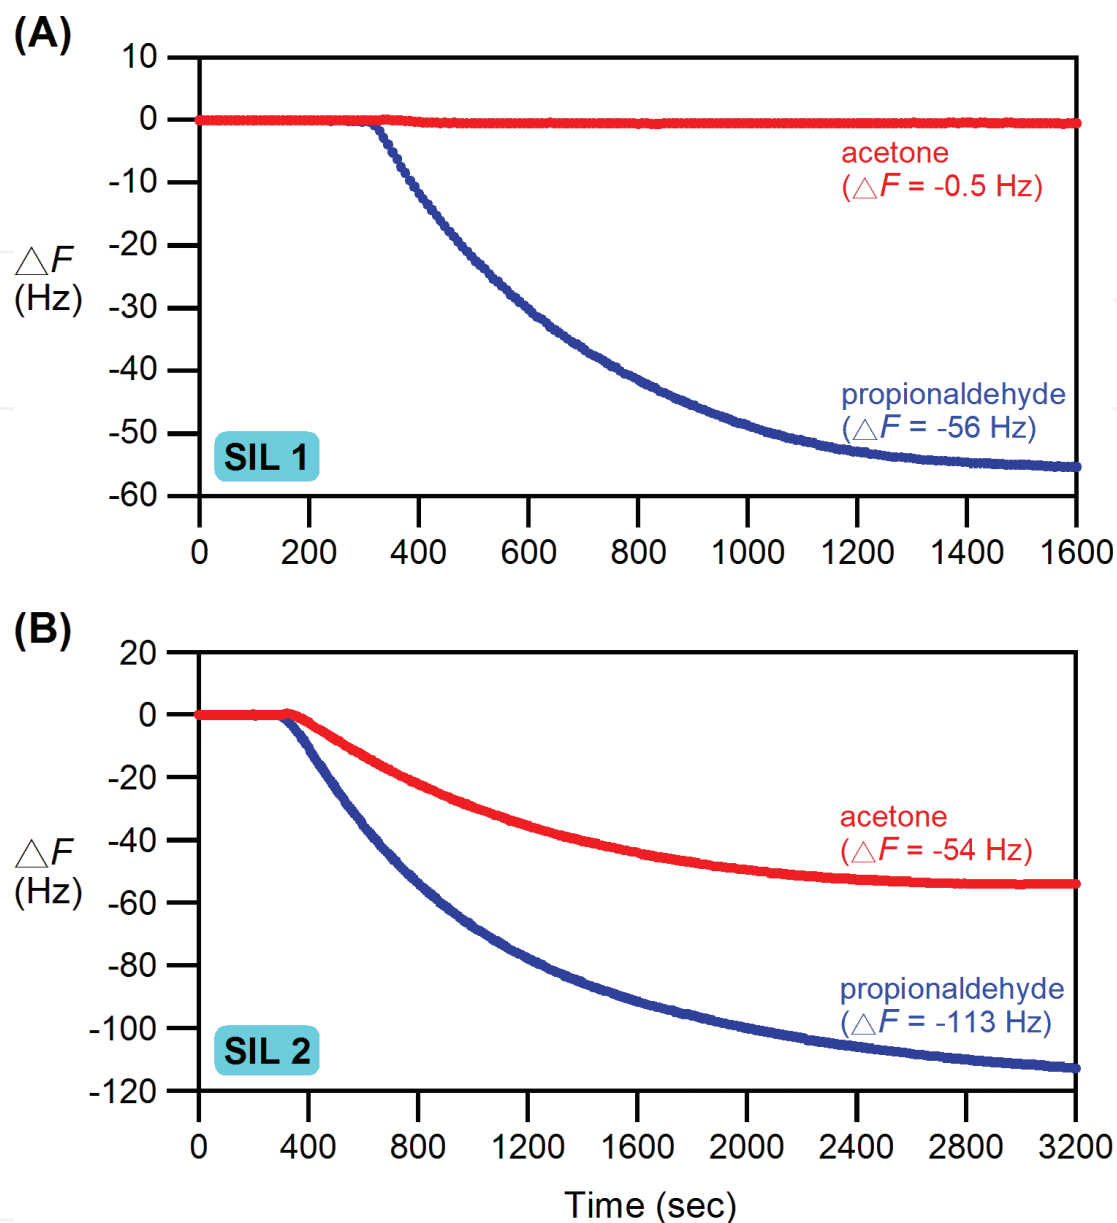 (A)
10
0
-10
-20
-30
-40
-50
-60
△F
(Hz)
acetone
(△F = -0.5 Hz)
propionaldehyde
(△F = -56 Hz)
SIL 1
0 200 400 600 800 1000 1200 1400 1600
(B)
20
0
-20
-40
-60
-80
-100
-120
△F
(Hz)
acetone
(△F = -54 Hz)
propionaldehyde
(△F = -113 Hz)
SIL 2
0 400 800 1200 1600 2000 2400 2800 3200
Time (sec)